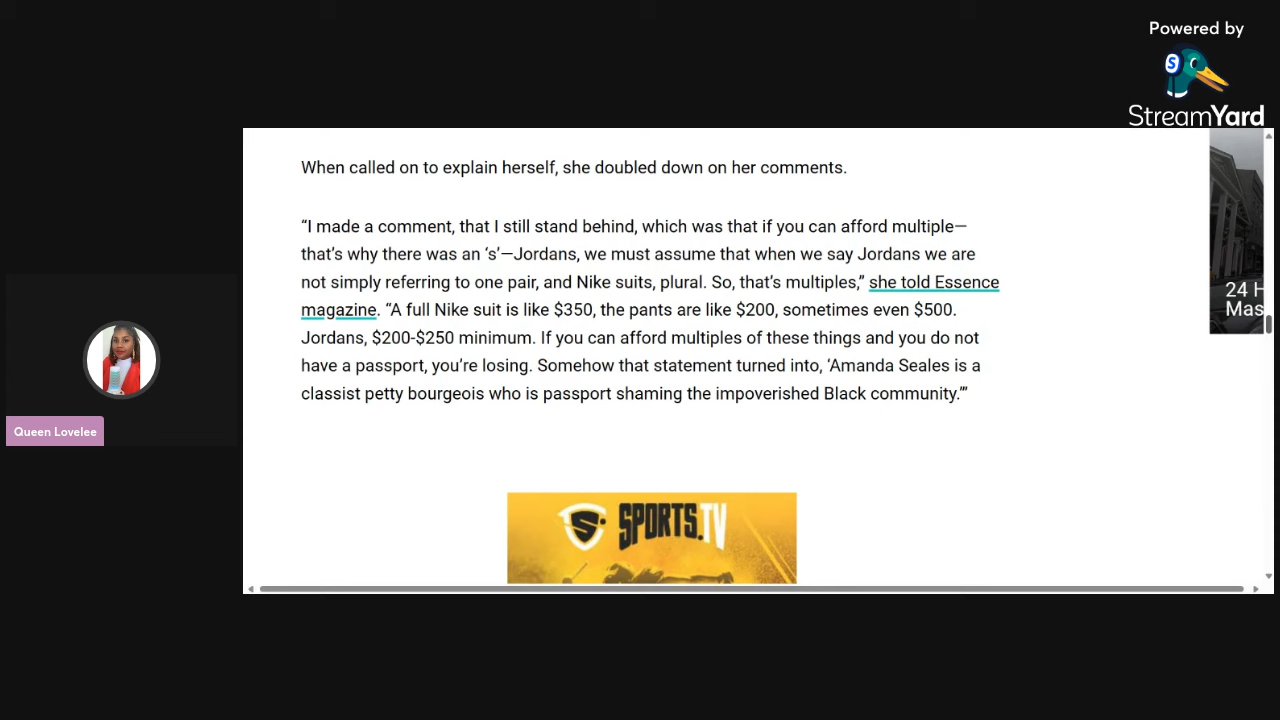 Powered by
S
StreamYard
When called on to explain herself, she doubled down on her comments.
“I made a comment, that I still stand behind, which was that if you can afford multiple—
that’s why there was an ‘s’—Jordans, we must assume that when we say Jordans we are
not simply referring to one pair, and Nike suits, plural. So, that’s multiples,” she told Essence
magazine. “A full Nike suit is like $350, the pants are like $200, sometimes even $500.
Jordans, $200-$250 minimum. If you can afford multiples of these things and you do not
have a passport, you’re losing. Somehow that statement turned into, ‘Amanda Seales is a
classist petty bourgeois who is passport shaming the impoverished Black community.’”
24 H
Mas
Queen Lovelee
S
SPORTS.TV